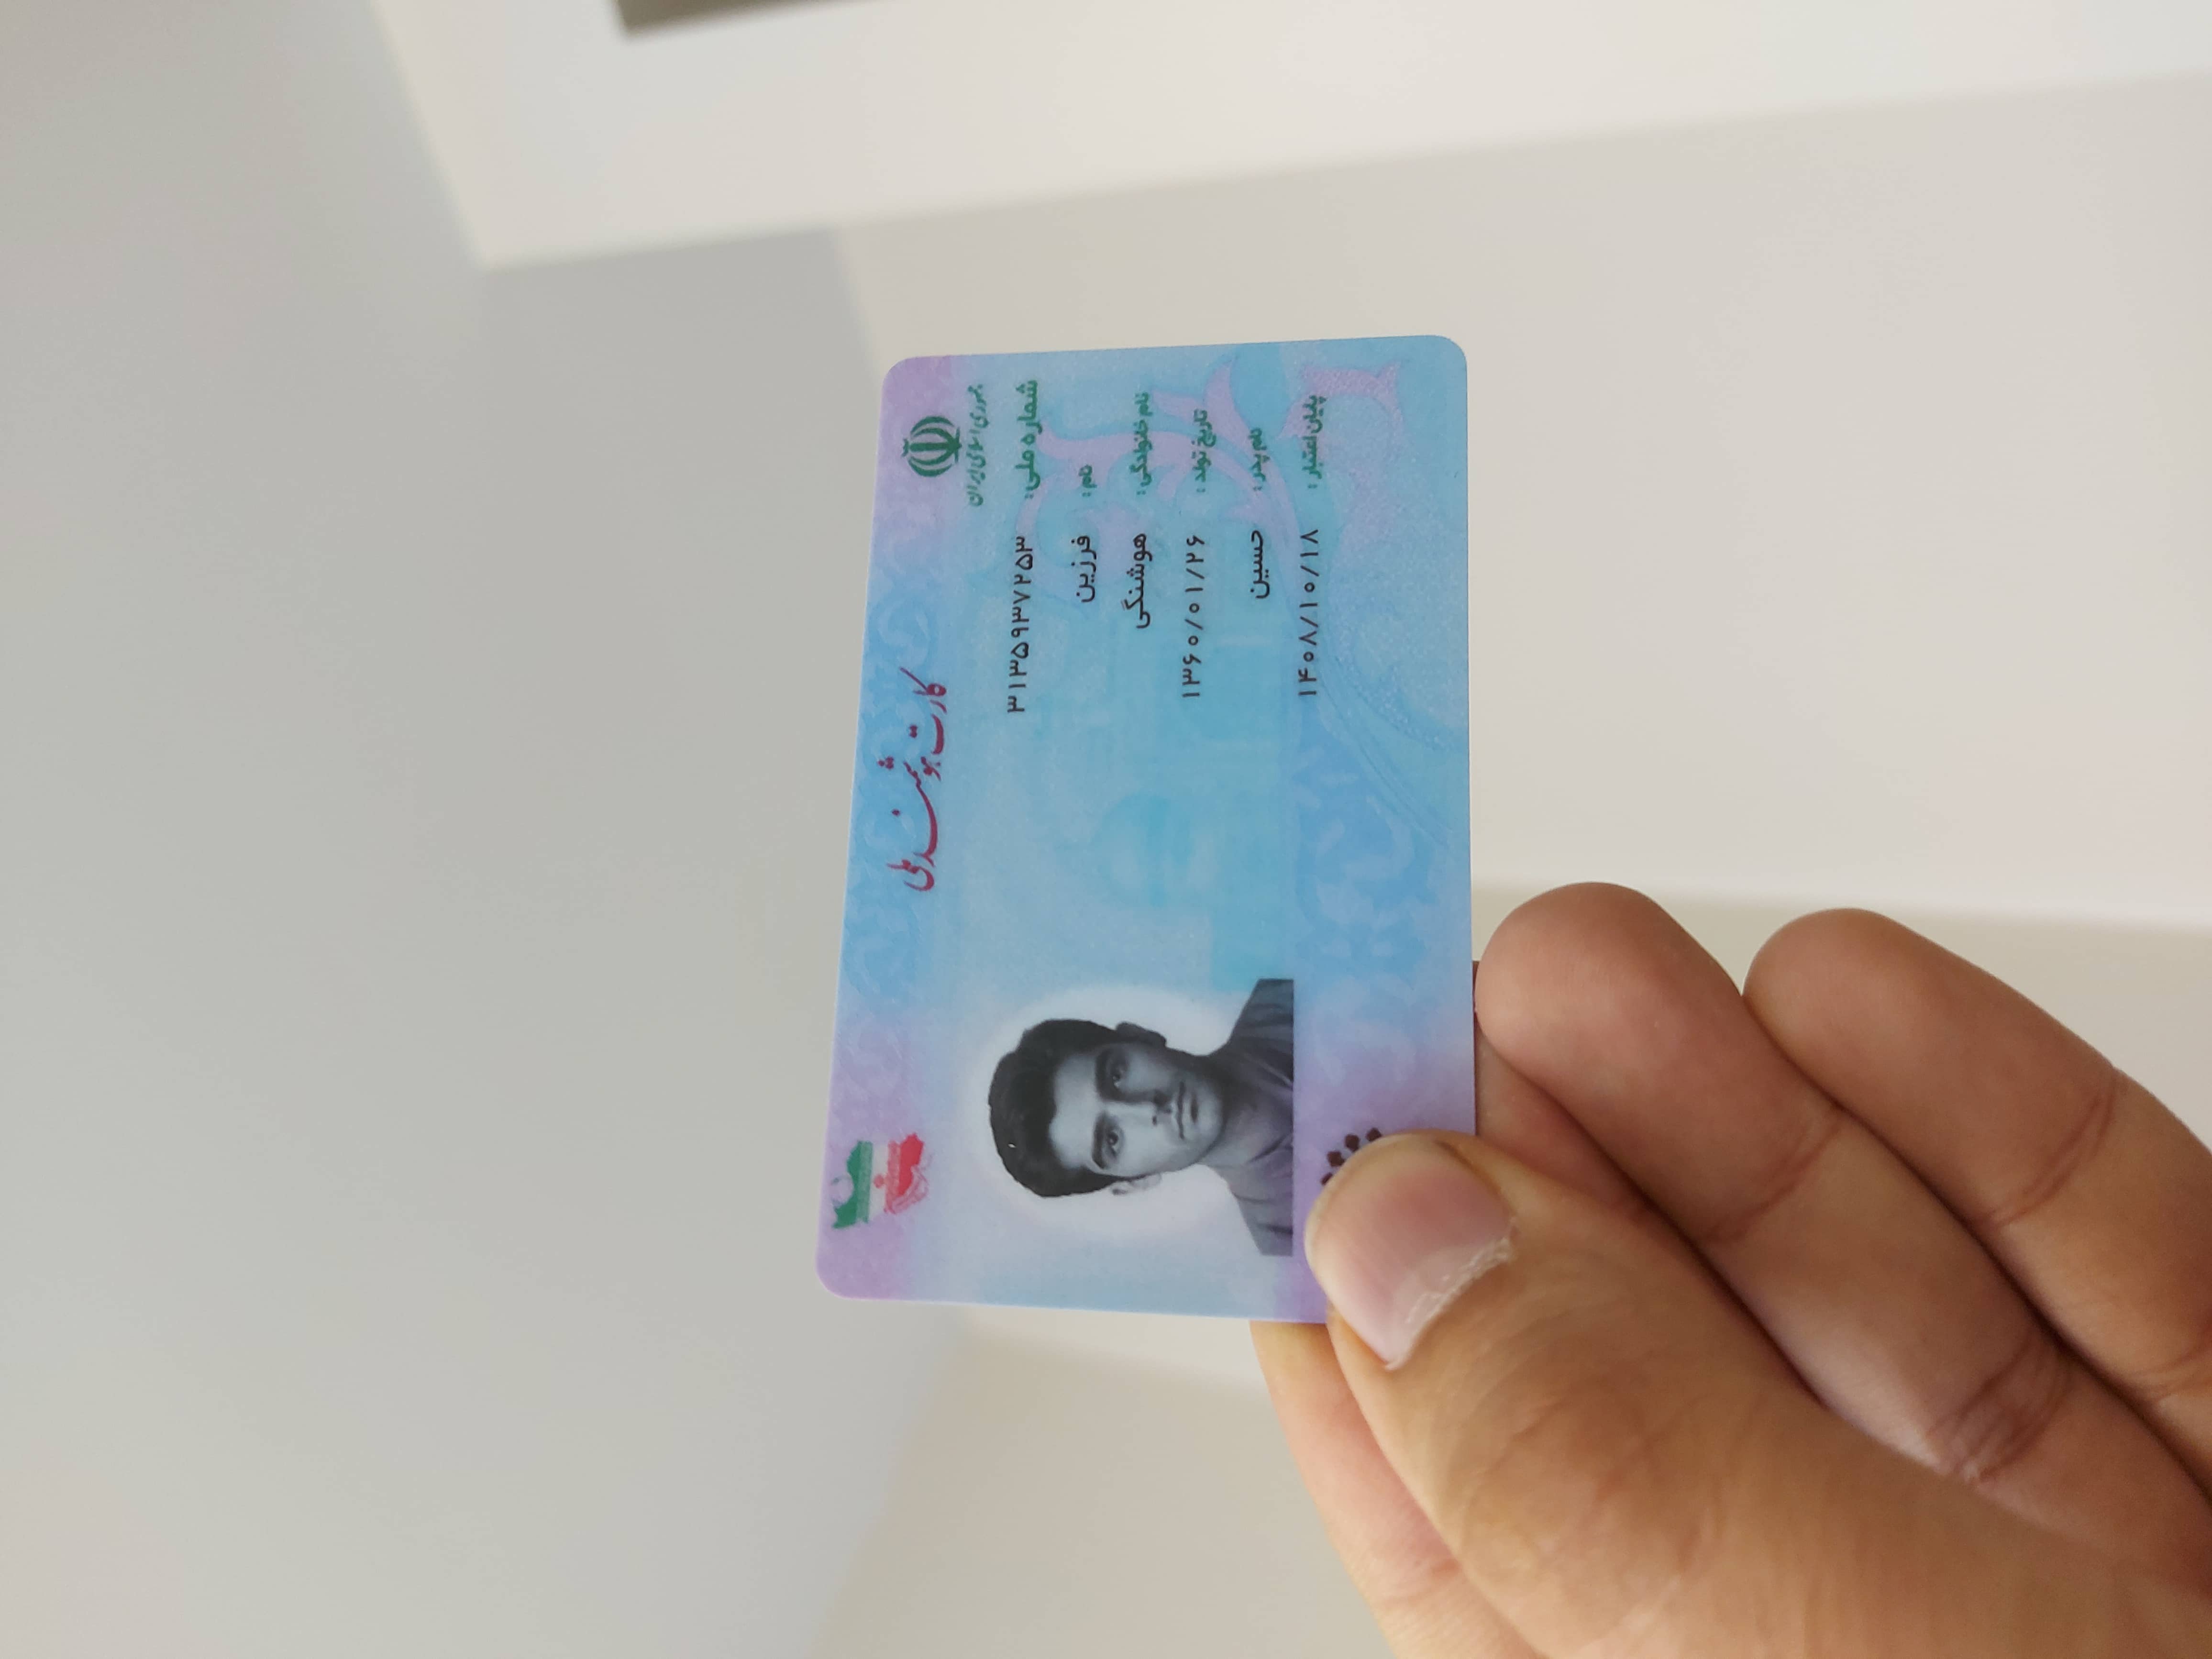 جمهوری اسلامی ایران
کارت هوشمند ملی
شماره ملی: ۳۱۳۵۹۳۷۲۵۳
نام: فرزین
نام خانوادگی: هوشنگی
تاریخ تولد: ۱۳۶۰/۰۱/۲۶
نام پدر: حسین
پایان اعتبار: ۱۴۰۸/۱۰/۱۸